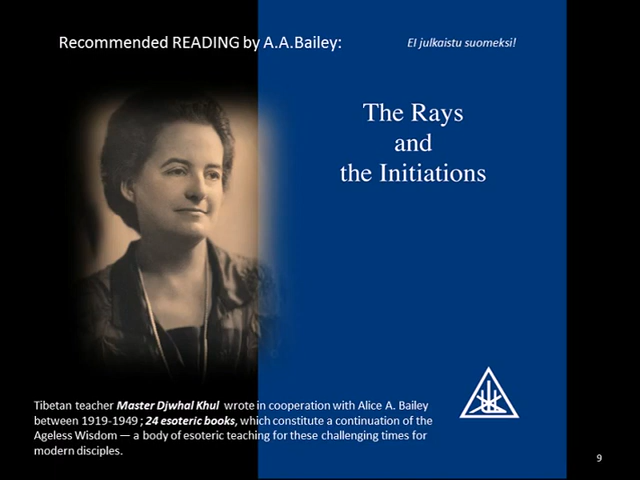 Recommended READING by A.A.Bailey:
EI julkaistu suomeksi!
The Rays
and
the Initiations
Tibetan teacher Master Djwhal Khul wrote in cooperation with Alice A. Bailey
between 1919-1949 ; 24 esoteric books, which constitute a continuation of the
Ageless Wisdom — a body of esoteric teaching for these challenging times for
modern disciples.
9